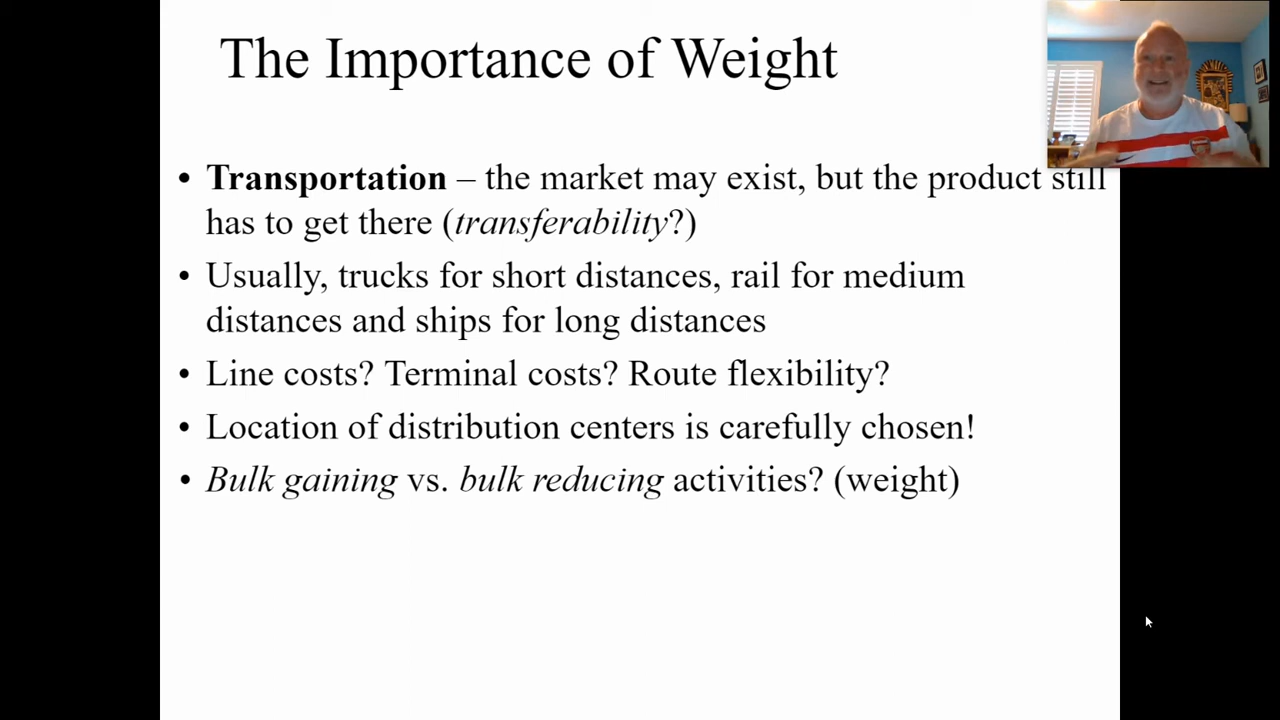 The Importance of Weight
• Transportation – the market may exist, but the product still
has to get there (transferability?)
• Usually, trucks for short distances, rail for medium
distances and ships for long distances
• Line costs? Terminal costs? Route flexibility?
• Location of distribution centers is carefully chosen!
• Bulk gaining vs. bulk reducing activities? (weight)